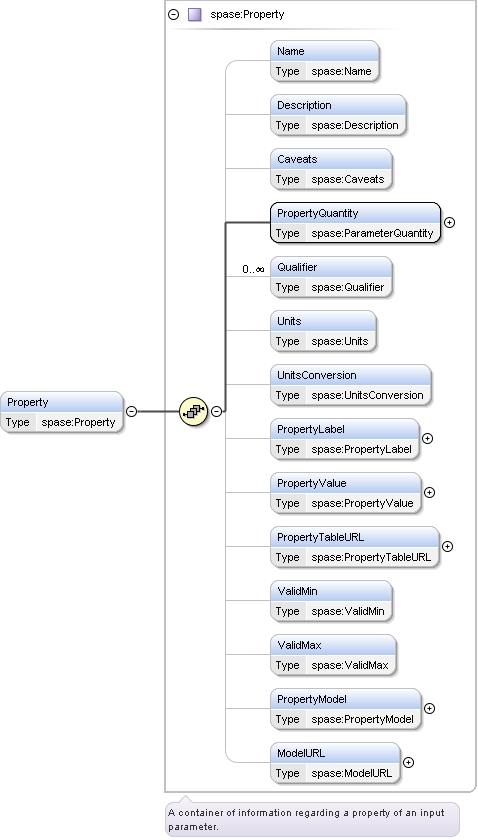 spase:Property
Name
Type spase:Name
Description
Type spase:Description
Caveats
Type spase:Caveats
PropertyQuantity
Type spase:ParameterQuantity
0..∞
Qualifier
Type spase:Qualifier
Units
Type spase:Units
UnitsConversion
Type spase:UnitsConversion
Property
Type spase:Property
PropertyLabel
Type spase:PropertyLabel
PropertyValue
Type spase:PropertyValue
PropertyTableURL
Type spase:PropertyTableURL
ValidMin
Type spase:ValidMin
ValidMax
Type spase:ValidMax
PropertyModel
Type spase:PropertyModel
ModelURL
Type spase:ModelURL
A container of information regarding a property of an input
parameter.